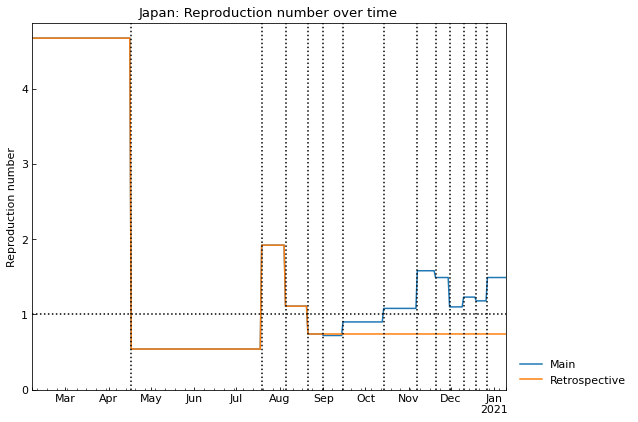 Japan: Reproduction number over time
Reproduction number
4
3
2
1
0
Mar Apr May Jun Jul Aug Sep Oct Nov Dec Jan
2021
Main
Retrospective